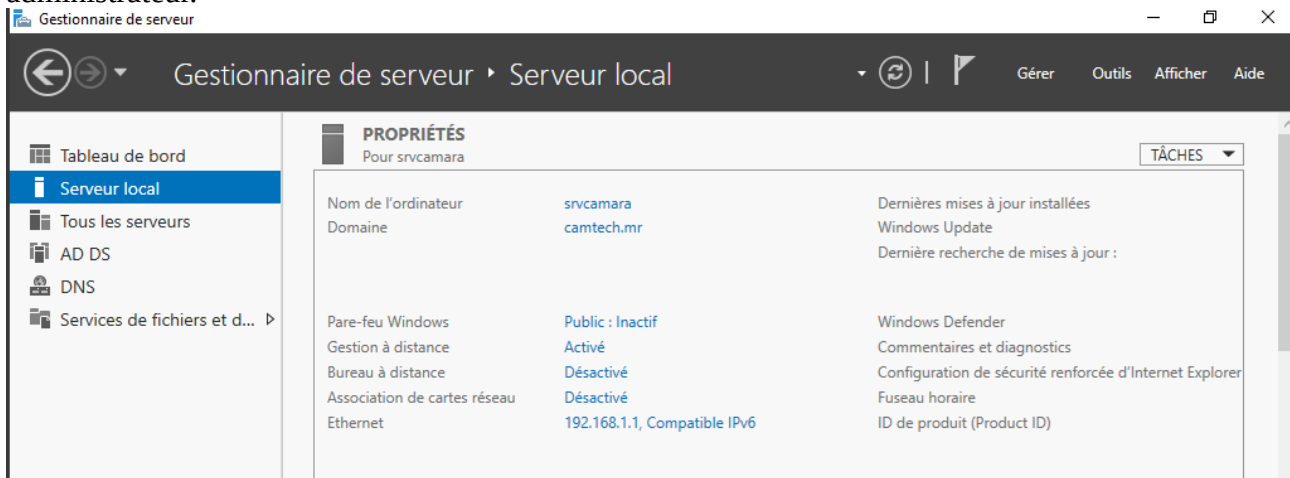 administrateur.
Gestionnaire de serveur
Gestionnaire de serveur ‣ Serveur local
Gérer Outils Afficher Aide
Tableau de bord
Serveur local
Tous les serveurs
AD DS
DNS
Services de fichiers et d...
PROPRIÉTÉS
Pour srvcamara
TÂCHES
Nom de l'ordinateur srvcamara Dernières mises à jour installées
Domaine camtech.mr Windows Update
Dernière recherche de mises à jour :
Pare-feu Windows Public : Inactif Windows Defender
Gestion à distance Activé Commentaires et diagnostics
Bureau à distance Désactivé Configuration de sécurité renforcée d'Internet Explorer
Association de cartes réseau Désactivé Fuseau horaire
Ethernet 192.168.1.1, Compatible IPv6 ID de produit (Product ID)